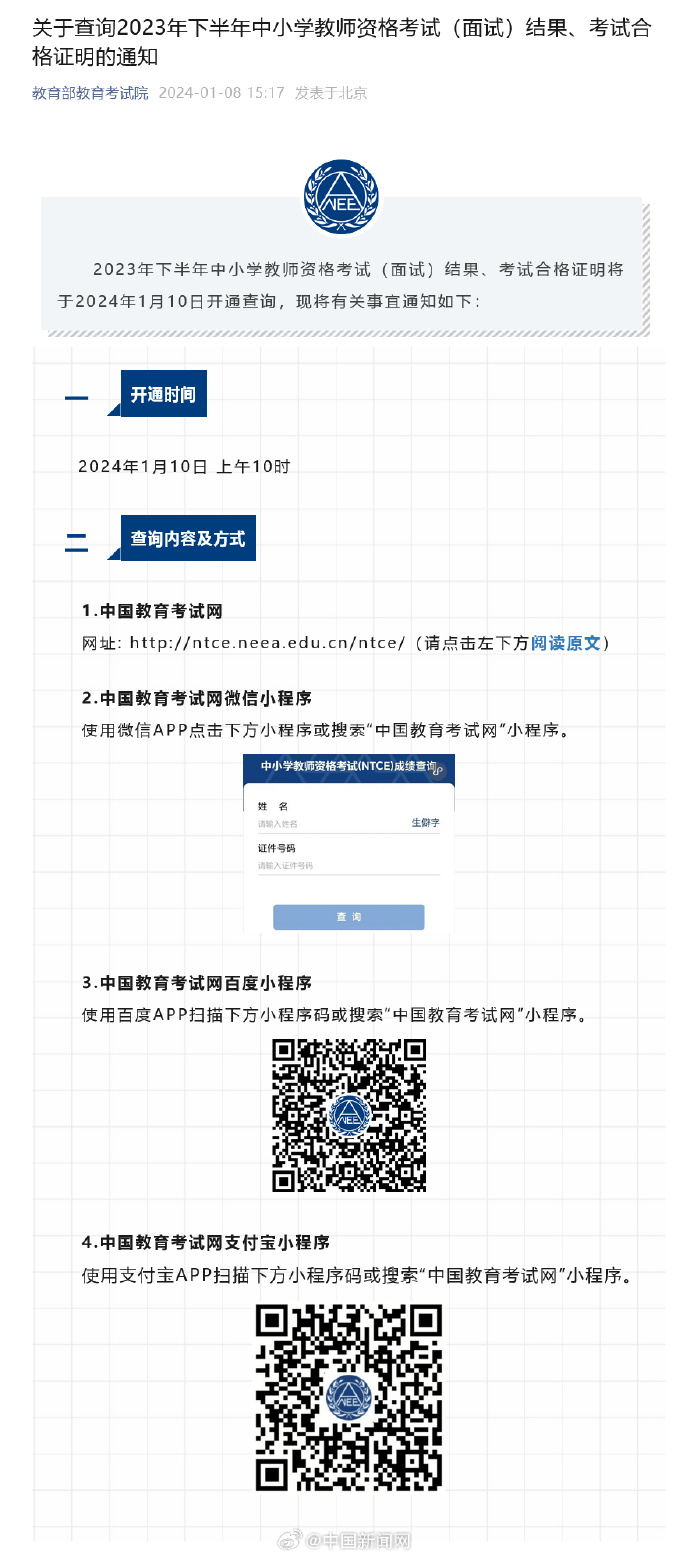 关于查询2023年下半年中小学教师资格考试（面试）结果、考试合
格证明的通知
教育部教育考试院 2024-01-08 15:17 发表于北京
NEE
2023年下半年中小学教师资格考试（面试）结果、考试合格证明将
于2024年1月10日开通查询，现将有关事宜通知如下：
一 开通时间
2024年1月10日 上午10时
二 查询内容及方式
1.中国教育考试网
网址: http://ntce.neea.edu.cn/ntce/（请点击左下方阅读原文）
2.中国教育考试网微信小程序
使用微信APP点击下方小程序或搜索“中国教育考试网”小程序。
中小学教师资格考试(NTCE)成绩查询
姓 名
请输入姓名 生僻字
证件号码
请输入证件号码
查 询
3.中国教育考试网百度小程序
使用百度APP扫描下方小程序码或搜索“中国教育考试网”小程序。
NEE
4.中国教育考试网支付宝小程序
使用支付宝APP扫描下方小程序码或搜索“中国教育考试网”小程序。
NEE
@中国新闻网